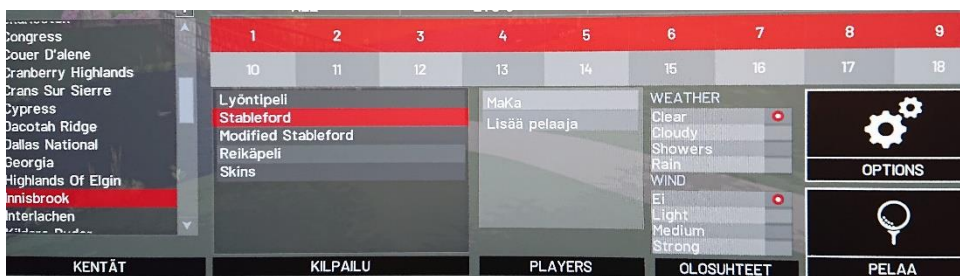 Congress
Couer D'alene
Cranberry Highlands
Crans Sur Sierre
Cypress
Dacotah Ridge
Dallas National
Georgia
Highlands Of Elgin
Innisbrook
Interlachen
KENTÄT
1 2 3 4 5 6 7 8 9
10 11 12 13 14 15 16 17 18
Lyöntipeli
Stableford
Modified Stableford
Reikäpeli
Skins
KILPAILU
MaKa
Lisää pelaaja
PLAYERS
WEATHER
Clear
Cloudy
Showers
Rain
WIND
Ei
Light
Medium
Strong
OLOSUHTEET
OPTIONS
PELAA